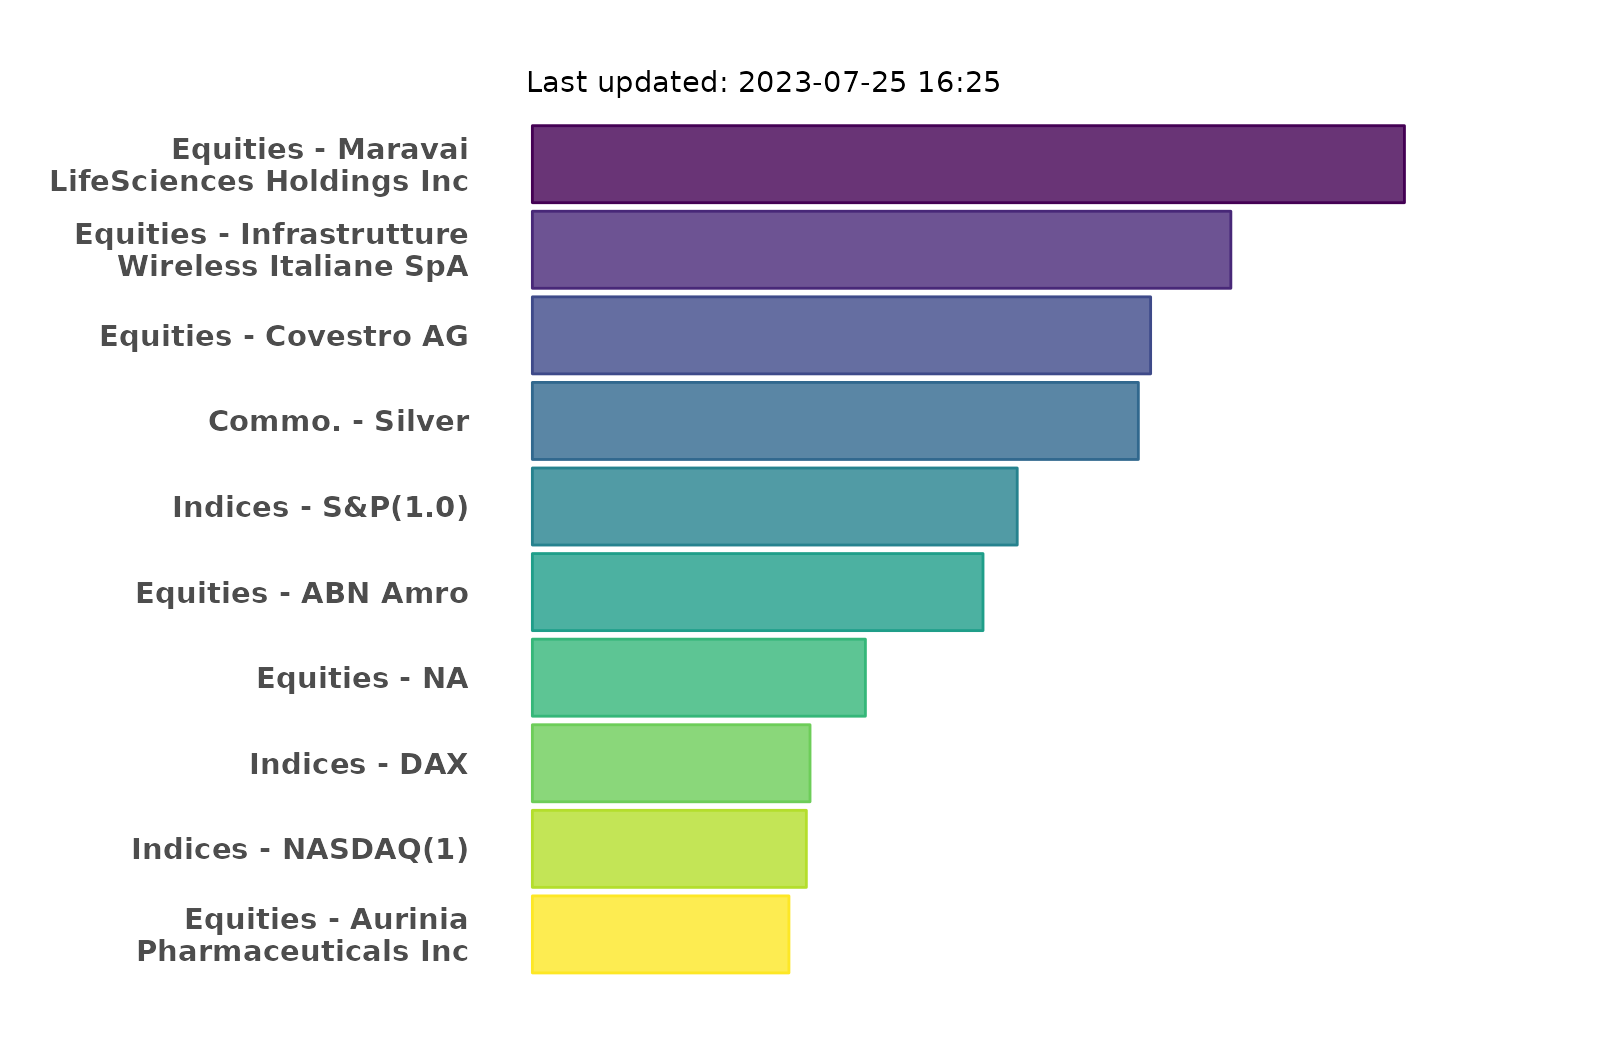 Last updated: 2023-07-25 16:25
Equities - Maravai
LifeSciences Holdings Inc
Equities - Infrastrutture
Wireless Italiane SpA
Equities - Covestro AG
Commo. - Silver
Indices - S&P(1.0)
Equities - ABN Amro
Equities - NA
Indices - DAX
Indices - NASDAQ(1)
Equities - Aurinia
Pharmaceuticals Inc